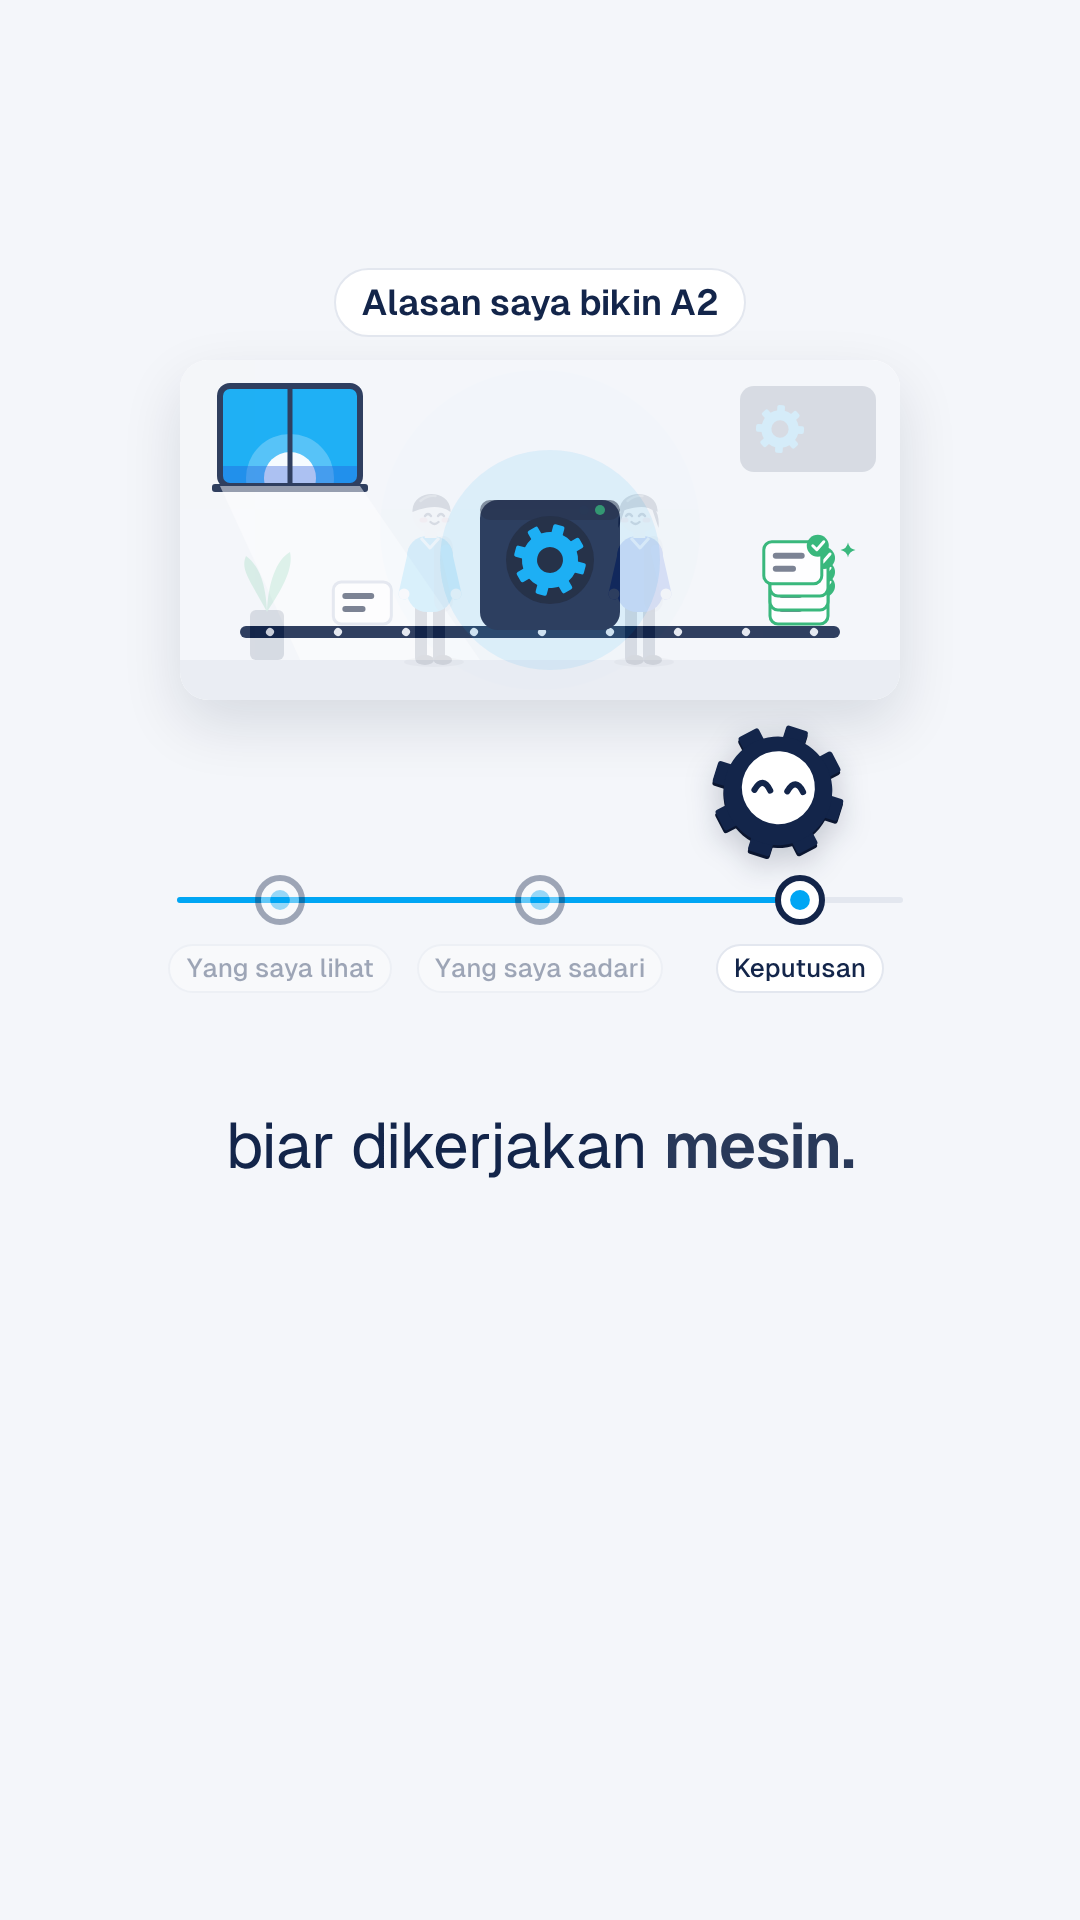 Alasan saya bikin A2
Yang saya lihat
Yang saya sadari
Keputusan
biar dikerjakan mesin.